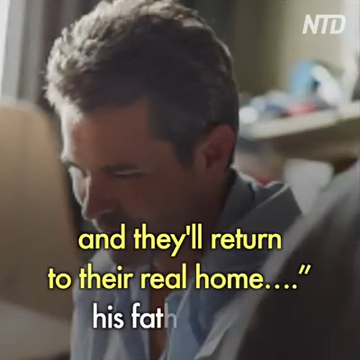 NTD
and they'll return
to their real home....”
his fath